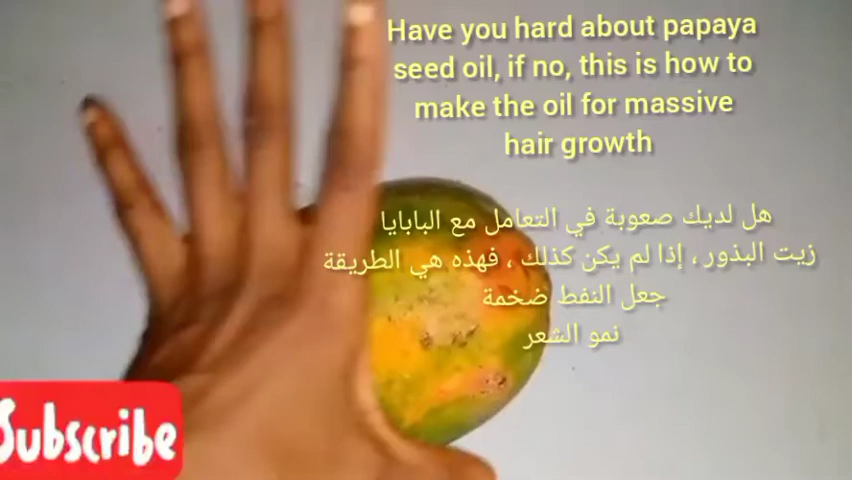 Have you hard about papaya
seed oil, if no, this is how to
make the oil for massive
hair growth
هل لديك صعوبة في التعامل مع البابايا
زيت البذور ، إذا لم يكن كذلك ، فهذه هي الطريقة
جعل النفط ضخمة
نمو الشعر
Subscribe